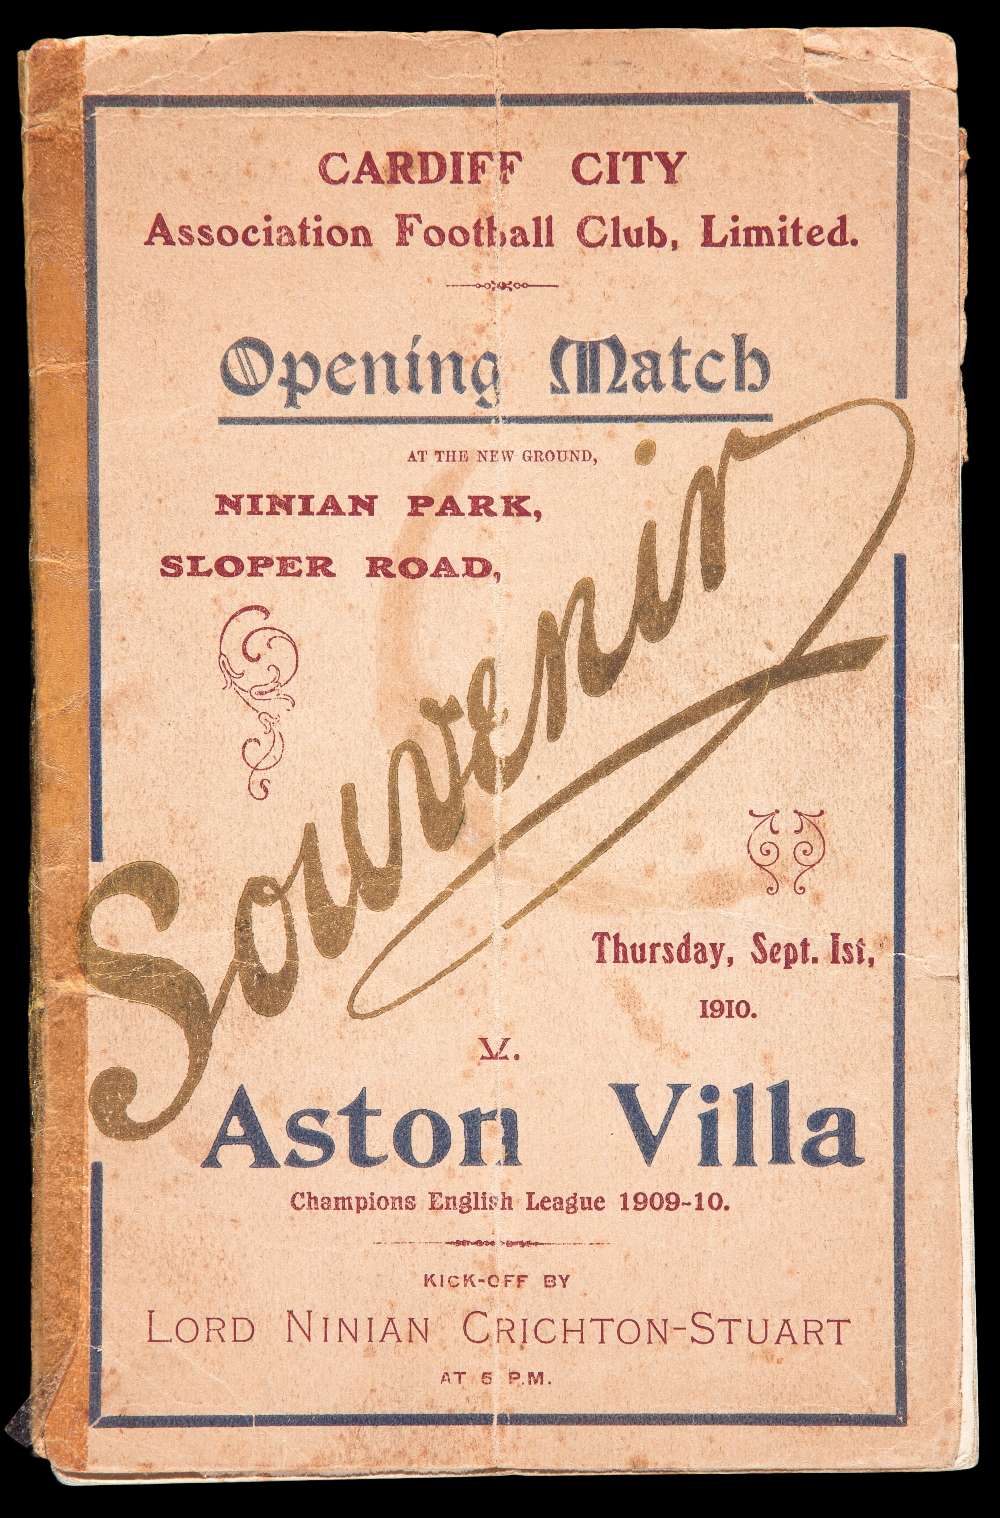 CARDIFF CITY
Association Football Club, Limited.
Opening Match
AT THE NEW GROUND,
NINIAN PARK,
SLOPER ROAD,
Souvenir
Thursday, Sept. 1st,
1910.
V.
Aston Villa
Champions English League 1909-10.
KICK-OFF BY
LORD NINIAN CRICHTON-STUART
AT 5 P.M.